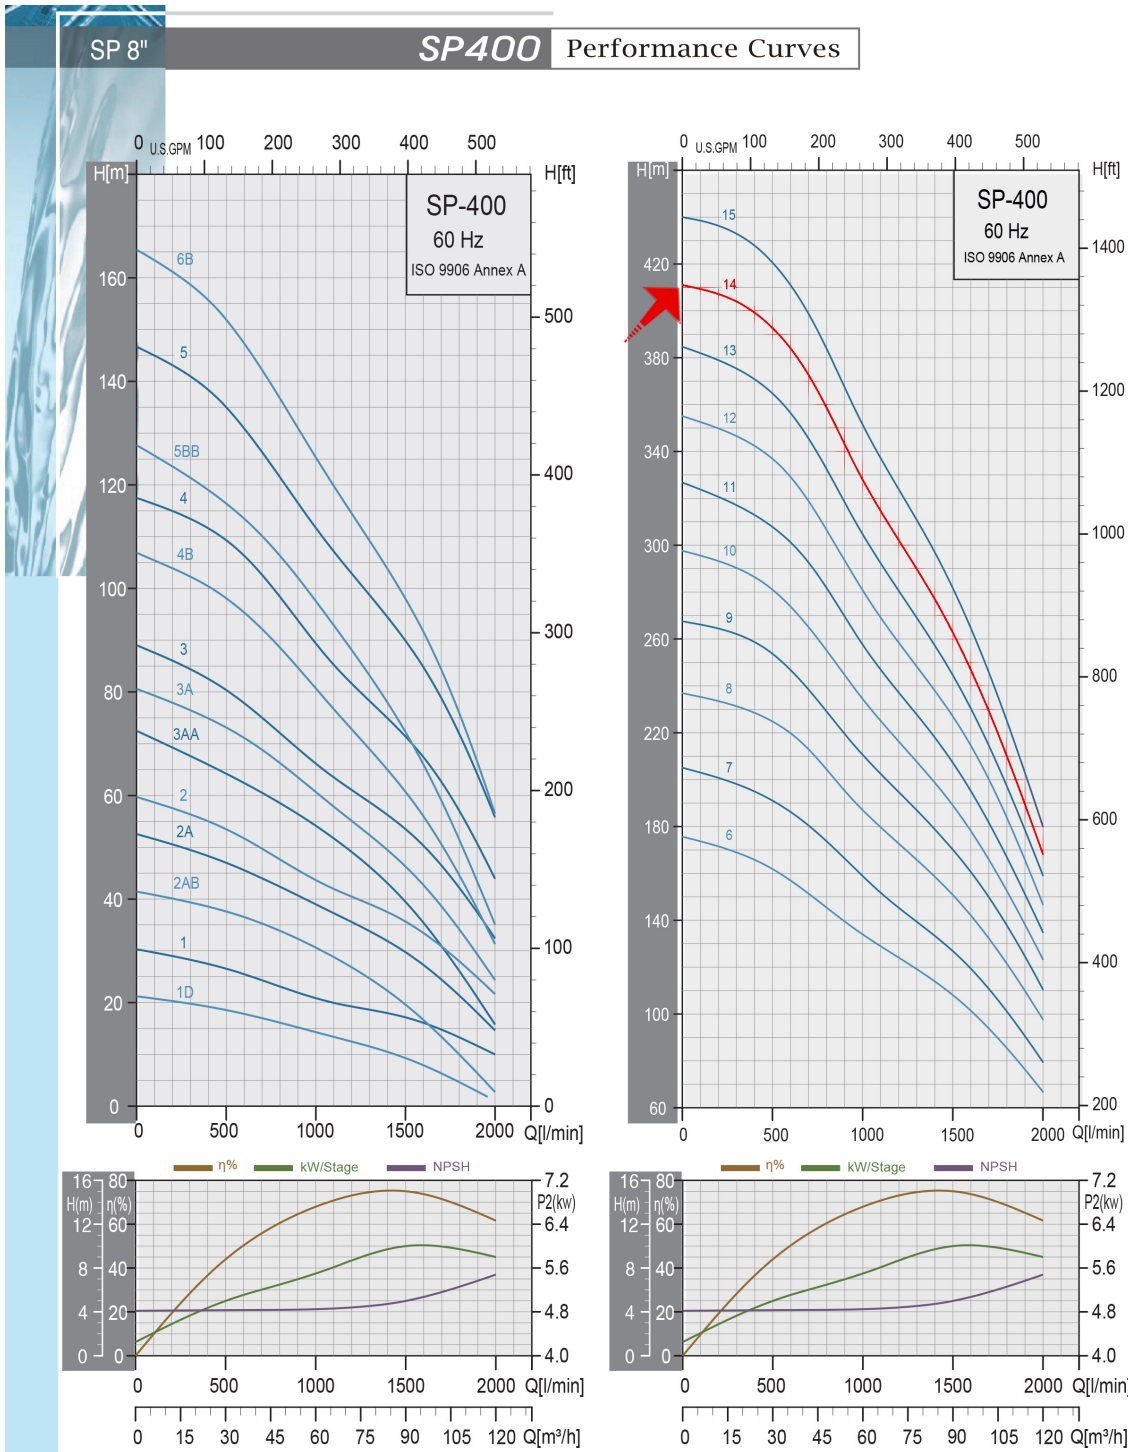 SP 8" SP400 Performance Curves
0 U.S.GPM 100 200 300 400 500
H[m] H[ft]
SP-400
60 Hz
ISO 9906 Annex A
160
140
120
100
80
60
40
20
0
500
400
300
200
100
0
6B
5
5BB
4
4B
3
3A
3AA
2
2A
2AB
1
1D
0 500 1000 1500 2000 Q[l/min]
0 U.S.GPM 100 200 300 400 500
H[m] H[ft]
SP-400
60 Hz
ISO 9906 Annex A
420
380
340
300
260
220
180
140
100
60
1400
1200
1000
800
600
400
200
15
14
13
12
11
10
9
8
7
6
0 500 1000 1500 2000 Q[l/min]
η% kW/Stage NPSH
16 80 7.2
H(m) η(%) P2(kw)
12 60 6.4
8 40 5.6
4 20 4.8
0 0 4.0
0 500 1000 1500 2000 Q[l/min]
0 15 30 45 60 75 90 105 120 Q[m³/h]
η% kW/Stage NPSH
16 80 7.2
H(m) η(%) P2(kw)
12 60 6.4
8 40 5.6
4 20 4.8
0 0 4.0
0 500 1000 1500 2000 Q[l/min]
0 15 30 45 60 75 90 105 120 Q[m³/h]